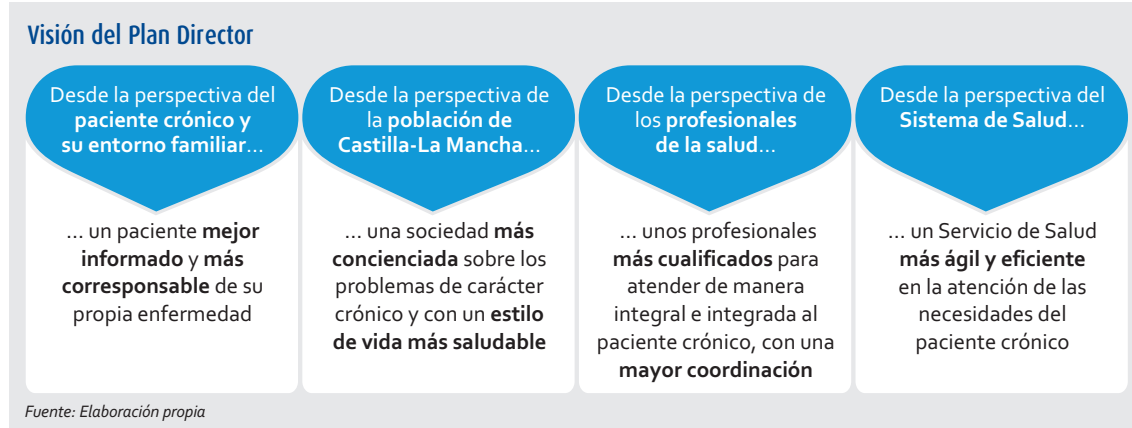 Visión del Plan Director
Desde la perspectiva del
paciente crónico y
su entorno familiar...
... un paciente mejor
informado y más
corresponsable de su
propia enfermedad
Desde la perspectiva de
la población de
Castilla-La Mancha...
... una sociedad más
concienciada sobre los
problemas de carácter
crónico y con un estilo
de vida más saludable
Desde la perspectiva de
los profesionales
de la salud...
... unos profesionales
más cualificados para
atender de manera
integral e integrada al
paciente crónico, con una
mayor coordinación
Desde la perspectiva del
Sistema de Salud...
... un Servicio de Salud
más ágil y eficiente
en la atención de las
necesidades del
paciente crónico
Fuente: Elaboración propia